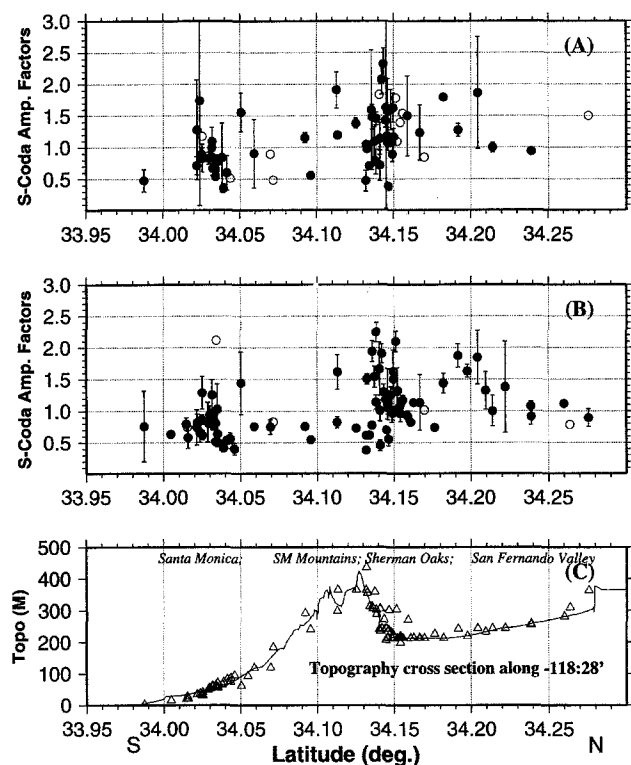 (A)
S-Coda Amp. Factors
3.0
2.5
2.0
1.5
1.0
0.5
33.95 34.00 34.05 34.10 34.15 34.20 34.25
(B)
S-Coda Amp. Factors
3.0
2.5
2.0
1.5
1.0
0.5
33.95 34.00 34.05 34.10 34.15 34.20 34.25
Santa Monica; SM Mountains; Sherman Oaks; San Fernando Valley
(C)
Topo (M)
500
400
300
200
100
0
Topography cross section along -118:28'
33.95 34.00 34.05 34.10 34.15 34.20 34.25
S Latitude (deg.) N